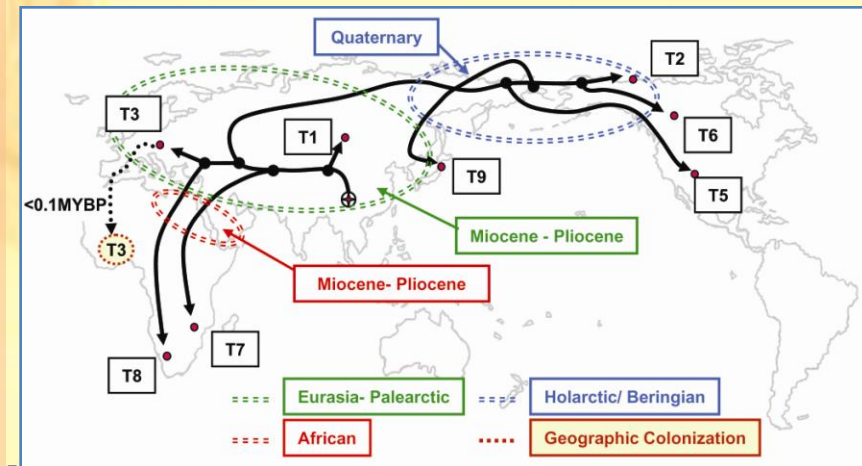 Quaternary
T2
T3
T1
T6
T9
T5
<0.1MYBP
Miocene - Pliocene
T3
Miocene- Pliocene
T7
T8
Eurasia- Palearctic
Holarctic/ Beringian
African
Geographic Colonization